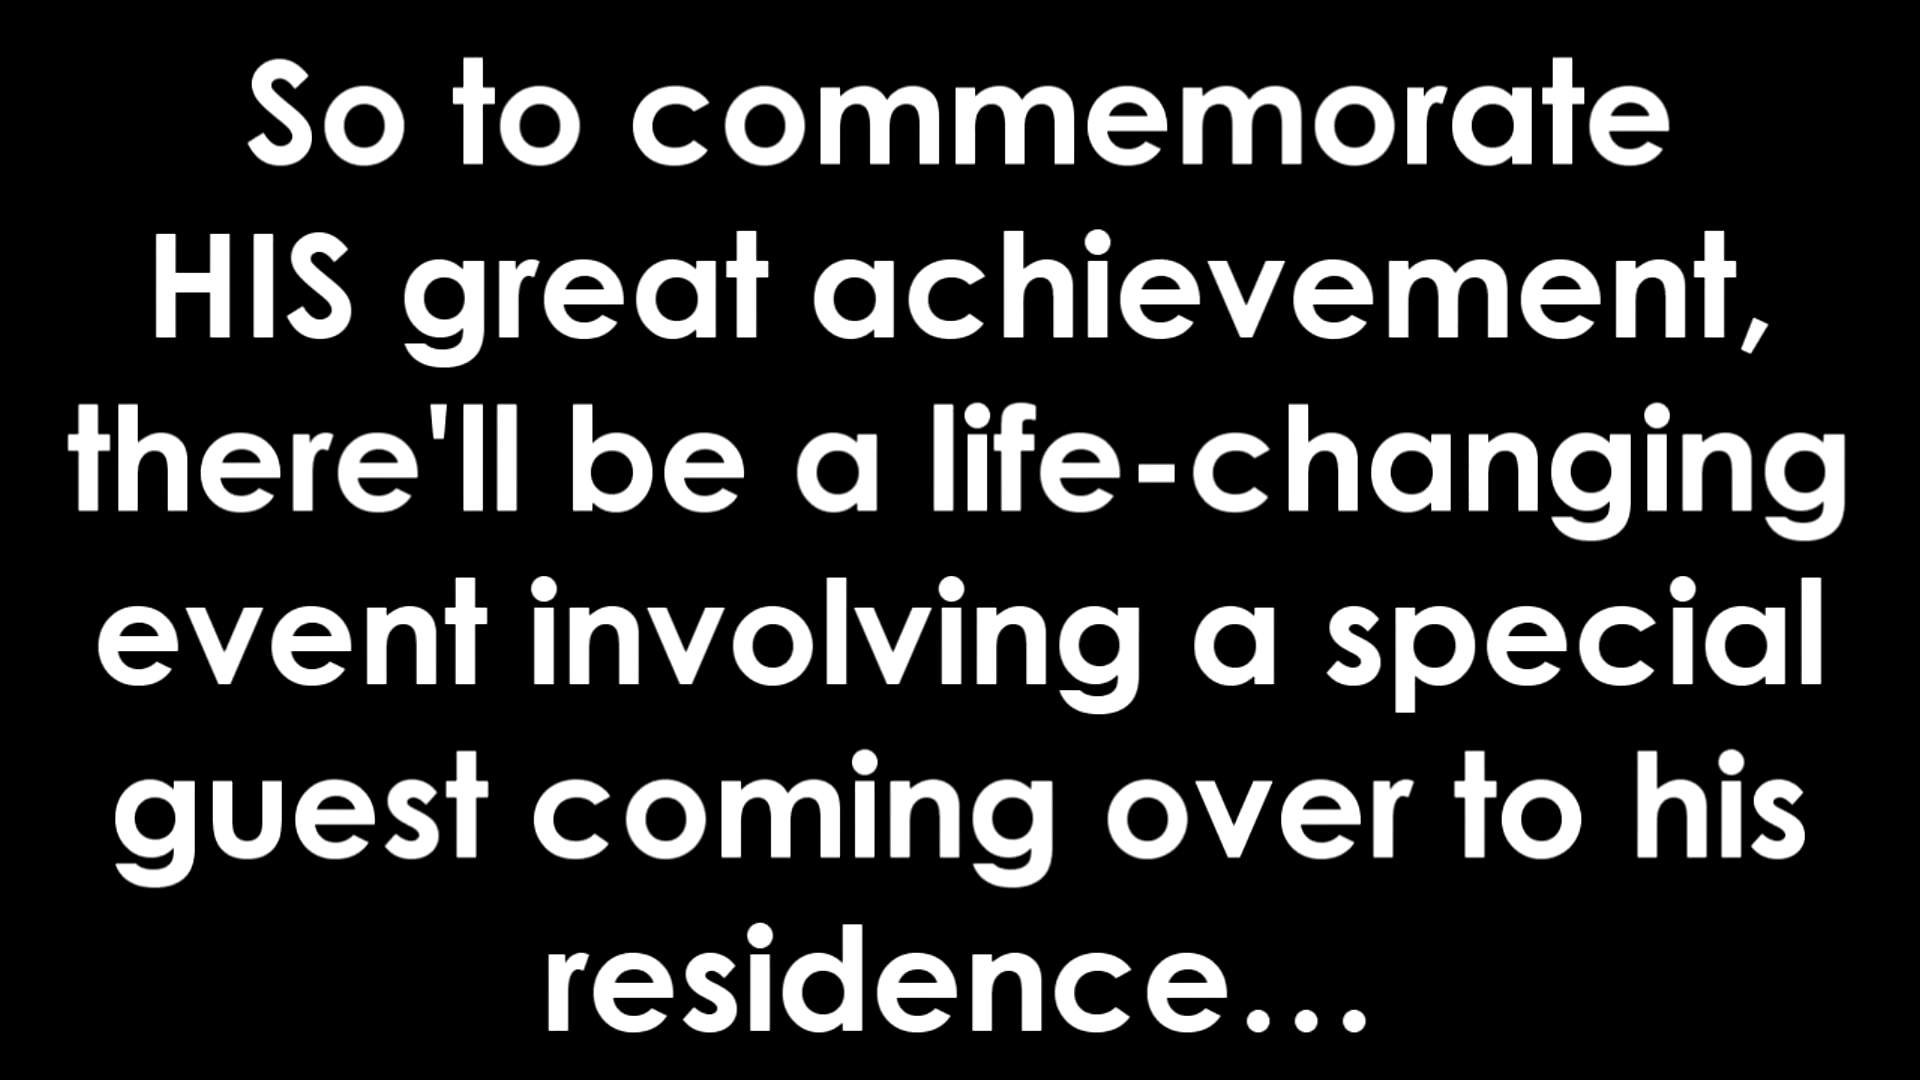 So to commemorate
HIS great achievement,
there'll be a life-changing
event involving a special
guest coming over to his
residence...